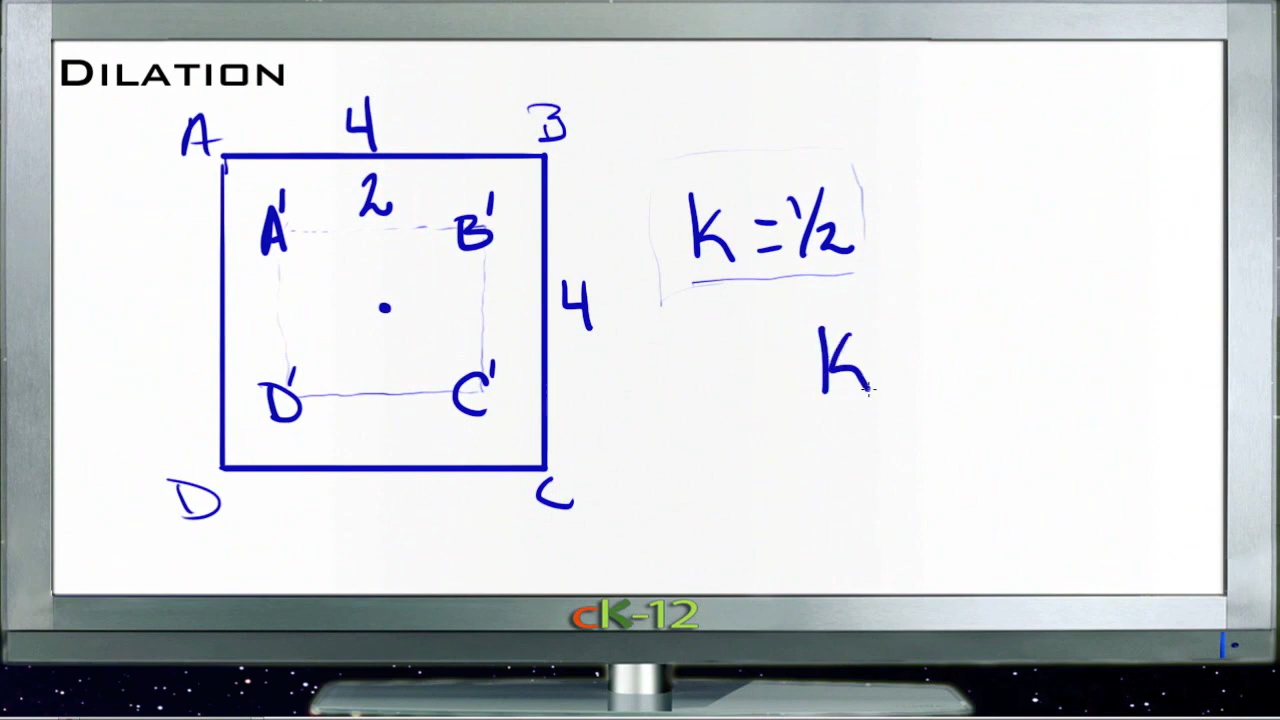 DILATION
A 4 B
2
A' B'
K = 1/2
4
K
D' C'
D C
cK-12